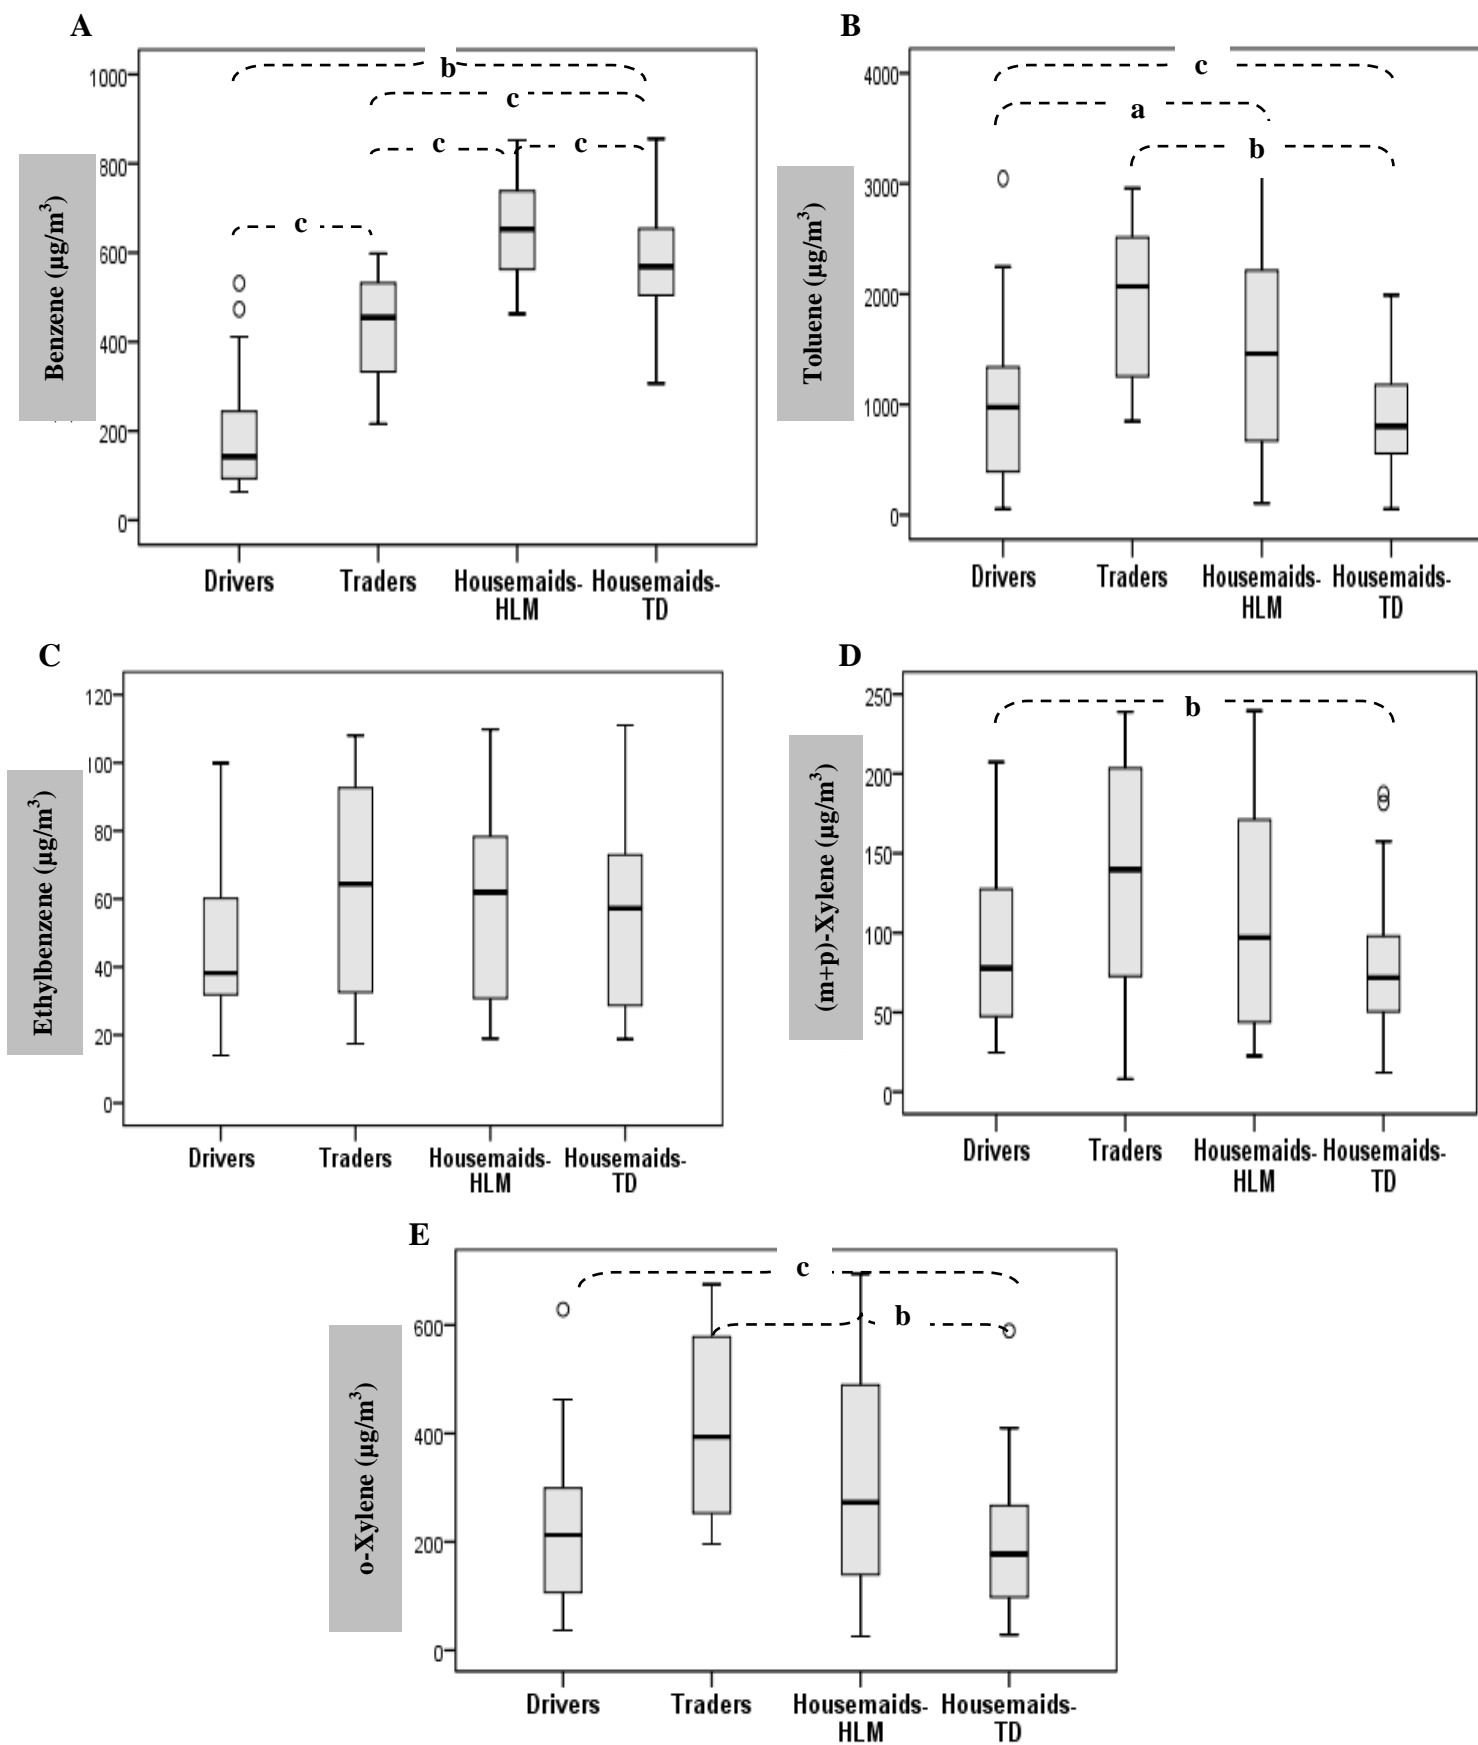 A
Benzene (µg/m³)
1000
800
600
400
200
0
b
c
c
c
c
Drivers
Traders
Housemaids-
HLM
Housemaids-
TD
B
Toluene (µg/m³)
4000
3000
2000
1000
0
c
a
b
Drivers
Traders
Housemaids-
HLM
Housemaids-
TD
C
Ethylbenzene (µg/m³)
120
100
80
60
40
20
0
Drivers
Traders
Housemaids-
HLM
Housemaids-
TD
D
(m+p)-Xylene (µg/m³)
250
200
150
100
50
0
b
Drivers
Traders
Housemaids-
HLM
Housemaids-
TD
E
o-Xylene (µg/m³)
600
400
200
0
c
b
Drivers
Traders
Housemaids-
HLM
Housemaids-
TD